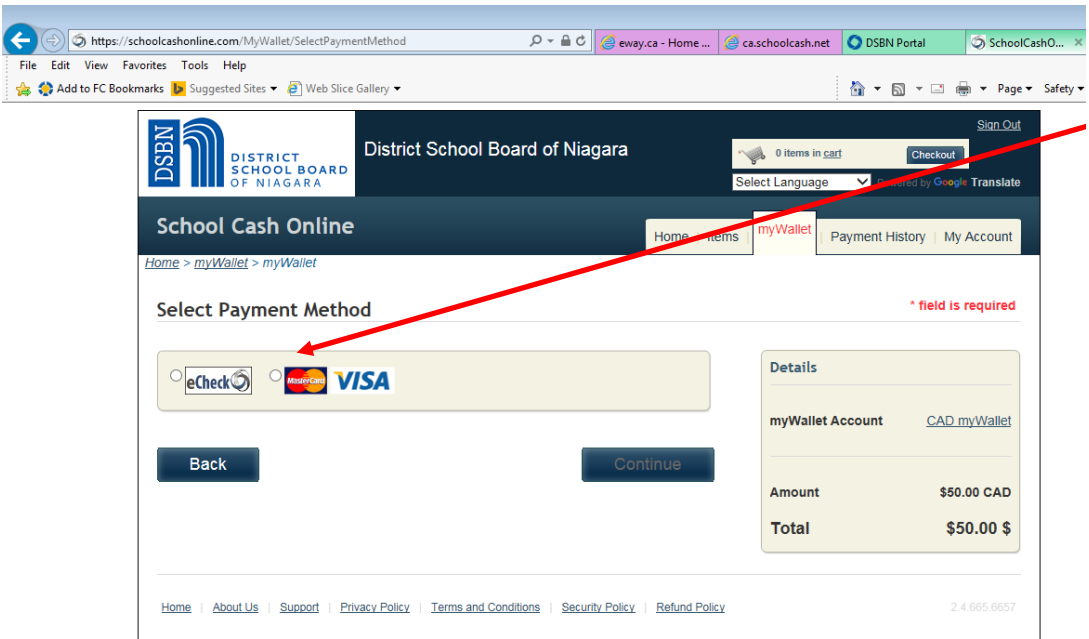 https://schoolcashonline.com/MyWallet/SelectPaymentMethod eway.ca - Home ... ca.schoolcash.net DSBN Portal SchoolCashO... ×
File Edit View Favorites Tools Help
Add to FC Bookmarks Suggested Sites Web Slice Gallery Page Safety
DSBN
DISTRICT
SCHOOL BOARD
OF NIAGARA
District School Board of Niagara
Sign Out
0 items in cart Checkout
Select Language Powered by Google Translate
School Cash Online
Home Items myWallet Payment History My Account
Home > myWallet > myWallet
Select Payment Method
* field is required
eCheck MasterCard VISA
Back Continue
Details
myWallet Account CAD myWallet
Amount $50.00 CAD
Total $50.00 $
Home | About Us | Support | Privacy Policy | Terms and Conditions | Security Policy | Refund Policy 2.4.665.6657